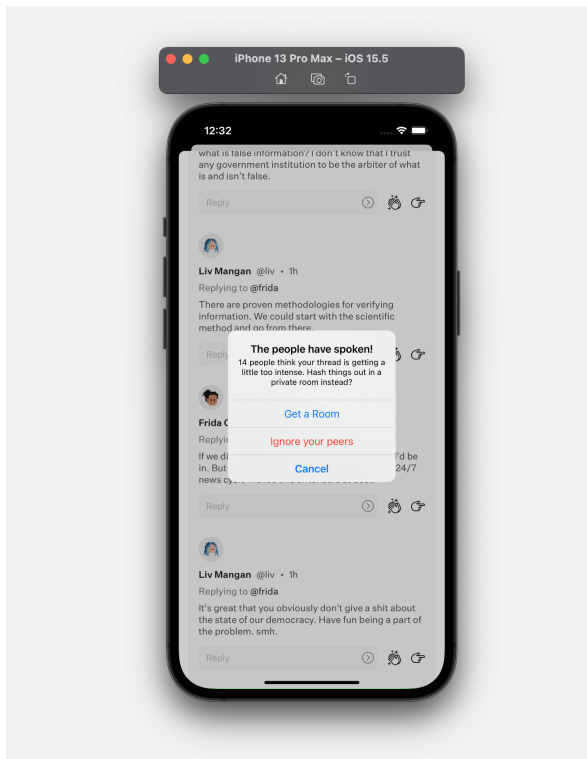 iPhone 13 Pro Max – iOS 15.5
12:32
what is false information? I don't know that I trust
any government institution to be the arbiter of what
is and isn't false.
Reply
Liv Mangan @liv • 1h
Replying to @frida
There are proven methodologies for verifying
information. We could start with the scientific
method and go from there.
Reply
The people have spoken!
14 people think your thread is getting a
little too intense. Hash things out in a
private room instead?
Get a Room
Ignore your peers
Cancel
Frida
Replying
If we
in. But 24/7
news cycle makes this
Reply
Liv Mangan @liv • 1h
Replying to @frida
It's great that you obviously don't give a shit about
the state of our democracy. Have fun being a part of
the problem. smh.
Reply